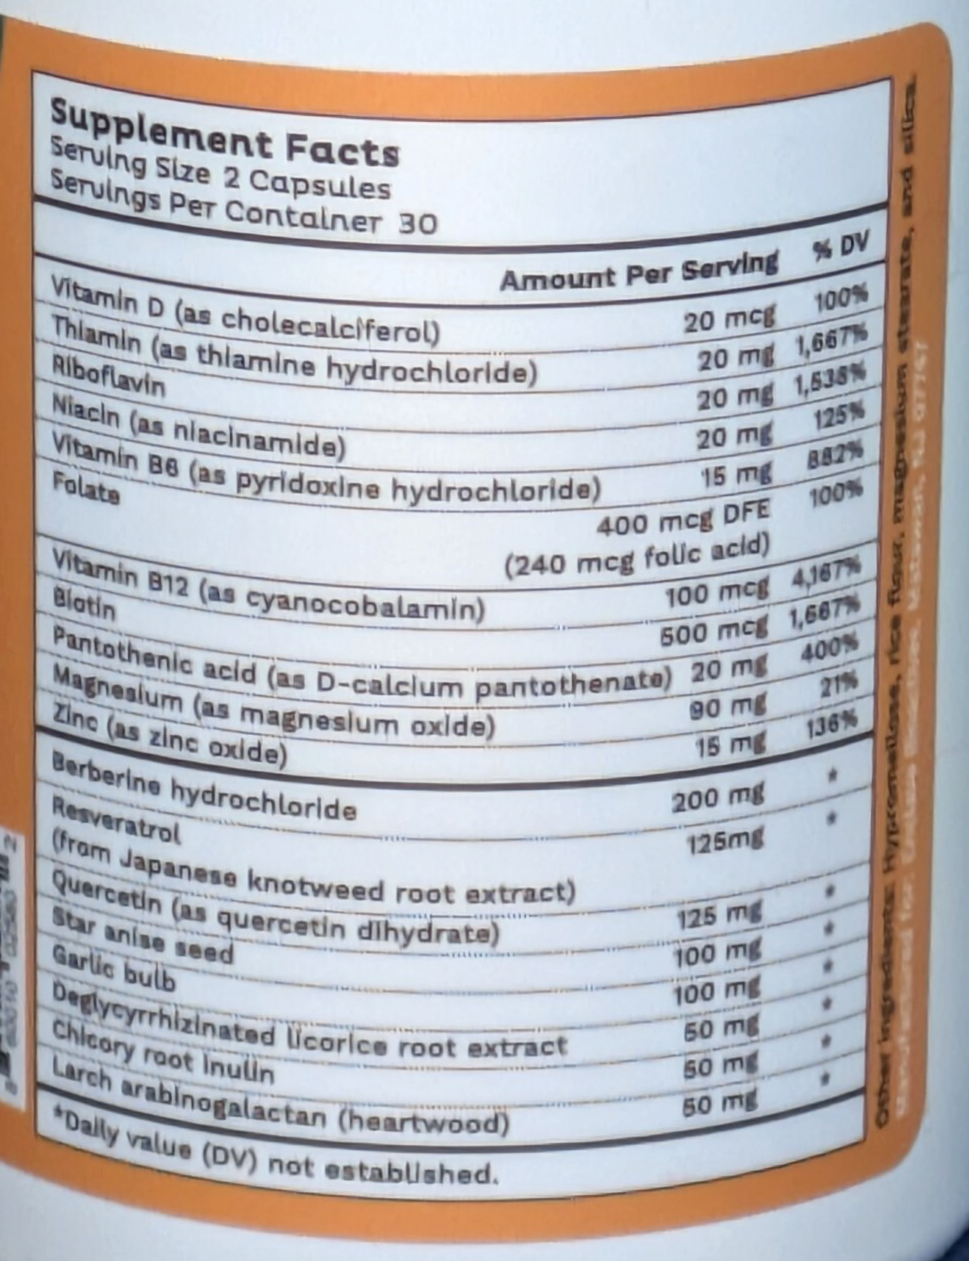 Supplement Facts
Serving Size 2 Capsules
Servings Per Container 30
Amount Per Serving % DV
Vitamin D (as cholecalciferol) 20 mcg 100%
Thiamin (as thiamine hydrochloride) 20 mg 1,667%
Riboflavin 20 mg 1,538%
Niacin (as niacinamide) 20 mg 125%
Vitamin B6 (as pyridoxine hydrochloride) 15 mg 882%
Folate 400 mcg DFE 100%
(240 mcg folic acid)
Vitamin B12 (as cyanocobalamin) 100 mcg 4,167%
Biotin 500 mcg 1,667%
Pantothenic acid (as D-calcium pantothenate) 20 mg 400%
Magnesium (as magnesium oxide) 90 mg 21%
Zinc (as zinc oxide) 15 mg 136%
Berberine hydrochloride 200 mg *
Resveratrol 125mg *
(from Japanese knotweed root extract)
Quercetin (as quercetin dihydrate) 125 mg *
Star anise seed 100 mg *
Garlic bulb 100 mg *
Deglycyrrhizinated licorice root extract 50 mg *
Chicory root inulin 50 mg *
Larch arabinogalactan (heartwood) 50 mg *
*Daily value (DV) not established.
Other ingredients: Hypromellose, rice flour, magnesium stearate, and silica.
Manufactured for: Matawan, NJ